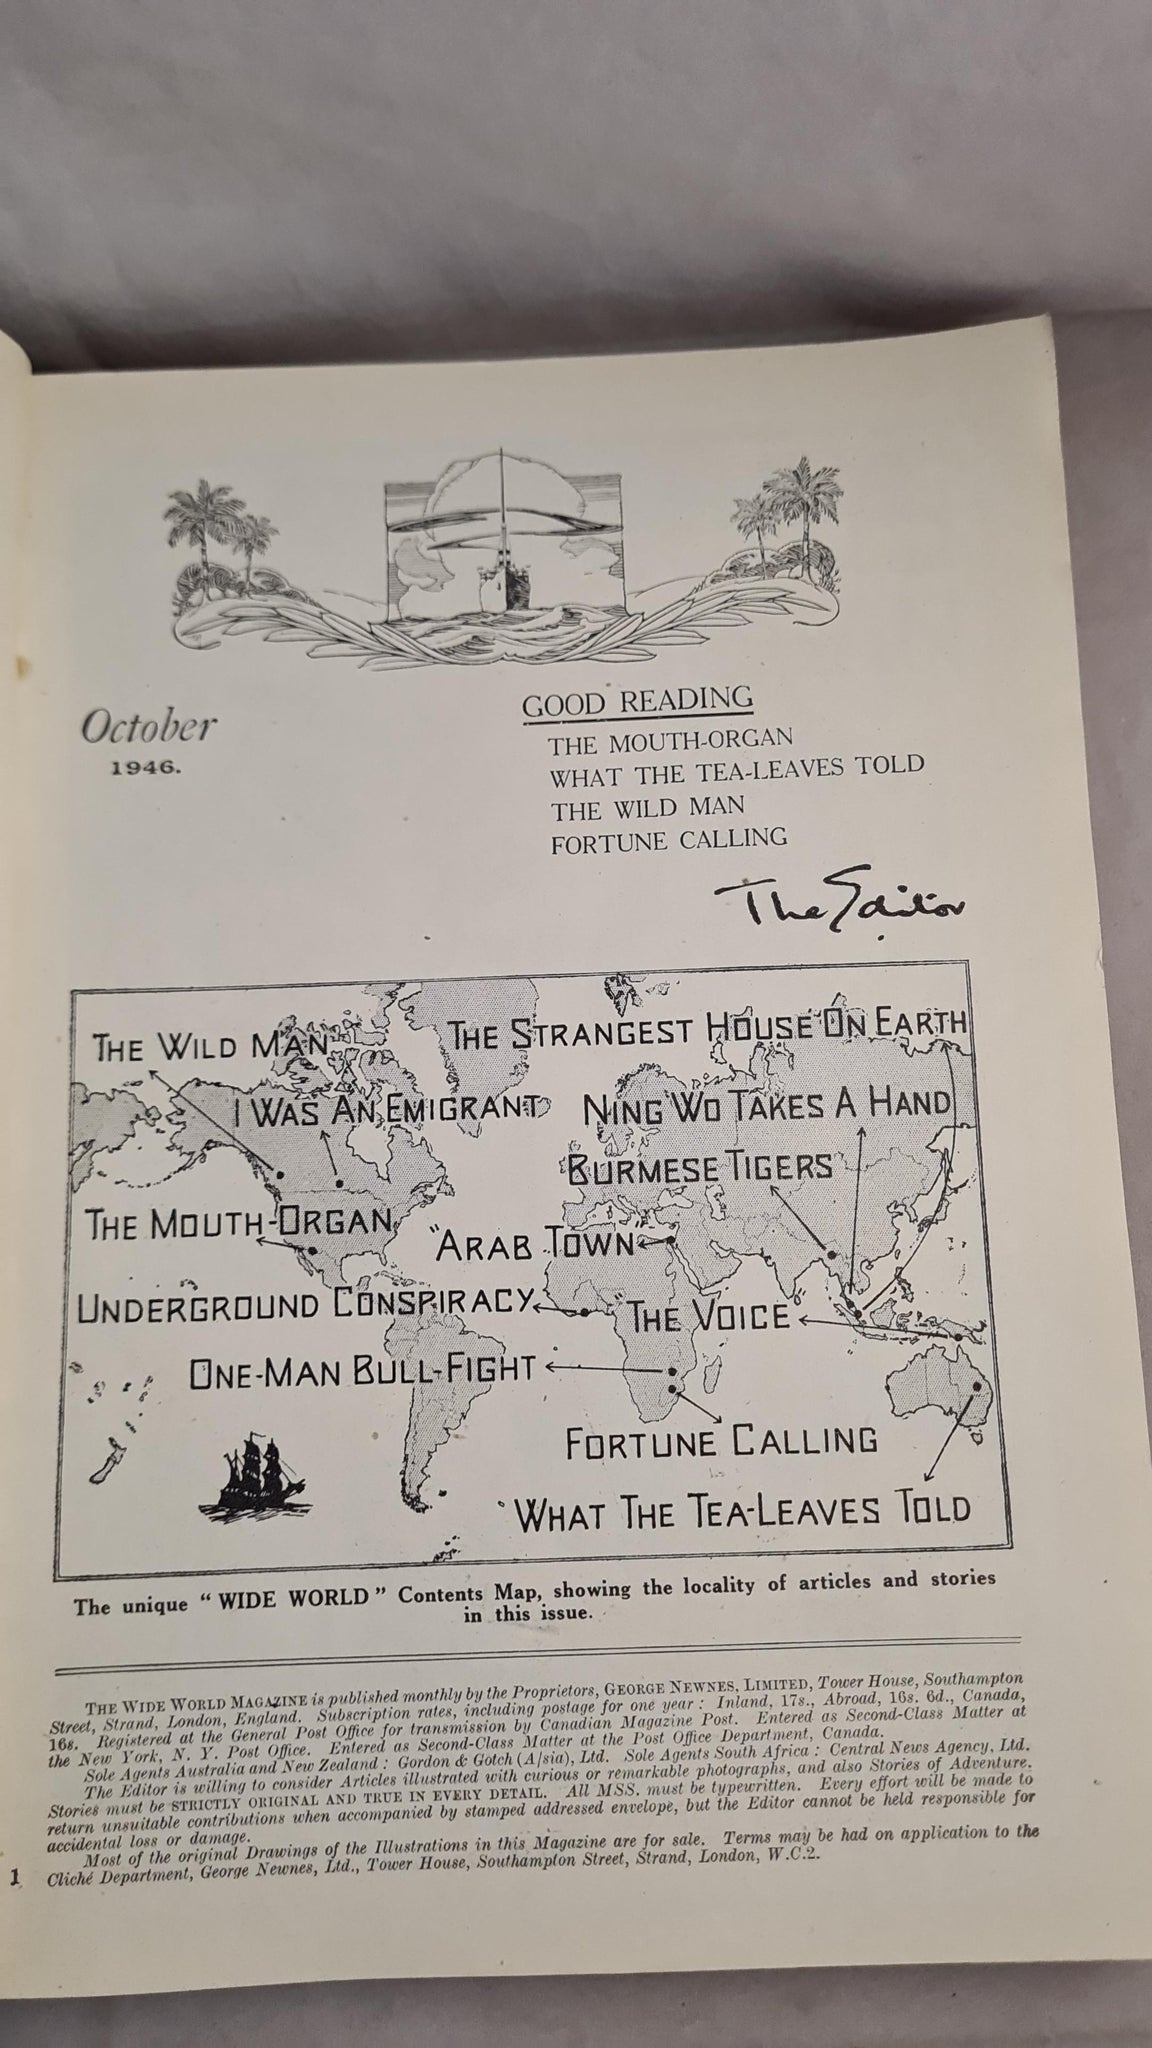 October
1946.
GOOD READING
THE MOUTH-ORGAN
WHAT THE TEA-LEAVES TOLD
THE WILD MAN
FORTUNE CALLING
The Editor
THE WILD MAN
THE STRANGEST HOUSE ON EARTH
I WAS AN EMIGRANT
NING WO TAKES A HAND
BURMESE TIGERS
THE MOUTH-ORGAN
"ARAB TOWN"
UNDERGROUND CONSPIRACY
"THE VOICE"
ONE-MAN BULL-FIGHT
FORTUNE CALLING
WHAT THE TEA-LEAVES TOLD
The unique "WIDE WORLD" Contents Map, showing the locality of articles and stories
in this issue.
THE WIDE WORLD MAGAZINE is published monthly by the Proprietors, GEORGE NEWNES, LIMITED, Tower House, Southampton
Street, Strand, London, England. Subscription rates, including postage for one year: Inland, 17s., Abroad, 16s. 6d., Canada,
16s. Registered at the General Post Office for transmission by Canadian Magazine Post. Entered as Second-Class Matter at
the New York, N. Y. Post Office. Entered as Second-Class Matter at the Post Office Department, Canada.
Sole Agents Australia and New Zealand: Gordon & Gotch (A/sia), Ltd. Sole Agents South Africa: Central News Agency, Ltd.
The Editor is willing to consider Articles illustrated with curious or remarkable photographs, and also Stories of Adventure.
Stories must be STRICTLY ORIGINAL AND TRUE IN EVERY DETAIL. All MSS. must be typewritten. Every effort will be made to
return unsuitable contributions when accompanied by stamped addressed envelope, but the Editor cannot be held responsible for
accidental loss or damage.
Most of the original Drawings of the Illustrations in this Magazine are for sale. Terms may be had on application to the
Cliché Department, George Newnes, Ltd., Tower House, Southampton Street, Strand, London, W.C.2.
1